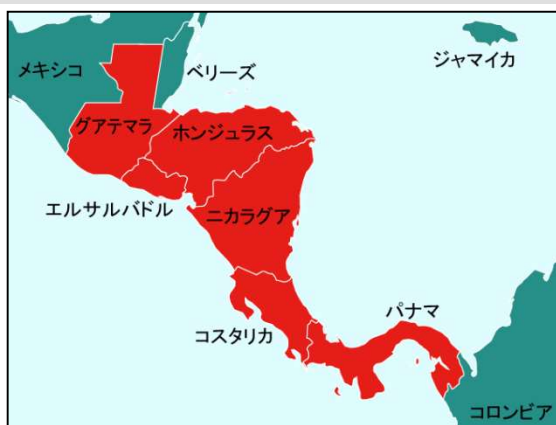 メキシコ
ベリーズ
ジャマイカ
グアテマラ
ホンジュラス
エルサルバドル
ニカラグア
パナマ
コスタリカ
コロンビア